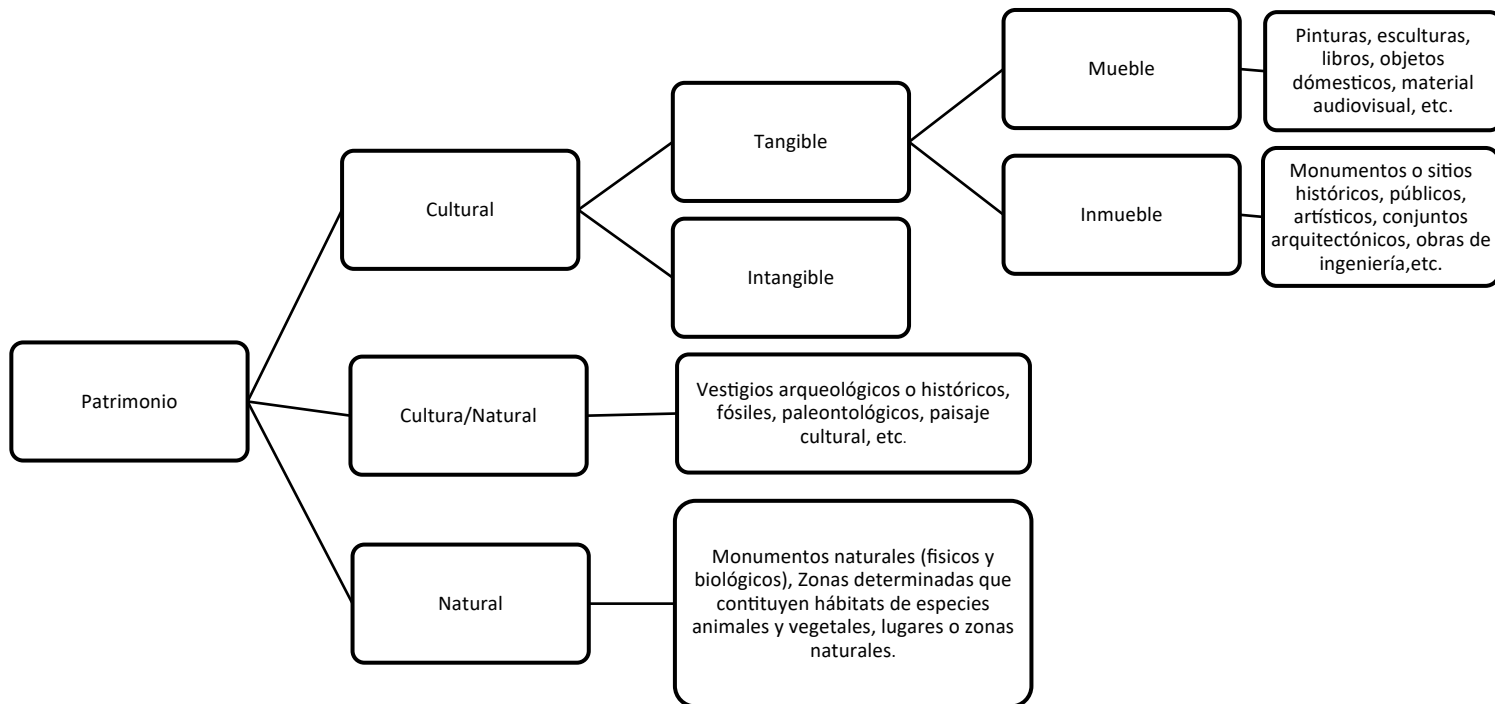 Patrimonio
Cultural
Tangible
Mueble
Pinturas, esculturas,
libros, objetos
dómesticos, material
audiovisual, etc.
Inmueble
Monumentos o sitios
históricos, públicos,
artísticos, conjuntos
arquitectónicos, obras de
ingeniería,etc.
Intangible
Cultura/Natural
Vestigios arqueológicos o históricos,
fósiles, paleontológicos, paisaje
cultural, etc.
Natural
Monumentos naturales (fisicos y
biológicos), Zonas determinadas que
contituyen hábitats de especies
animales y vegetales, lugares o zonas
naturales.